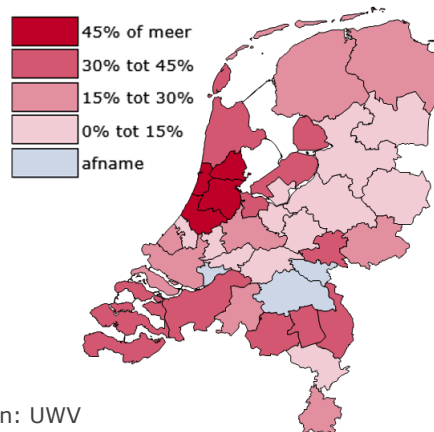 45% of meer
30% tot 45%
15% tot 30%
0% tot 15%
afname
n: UWV